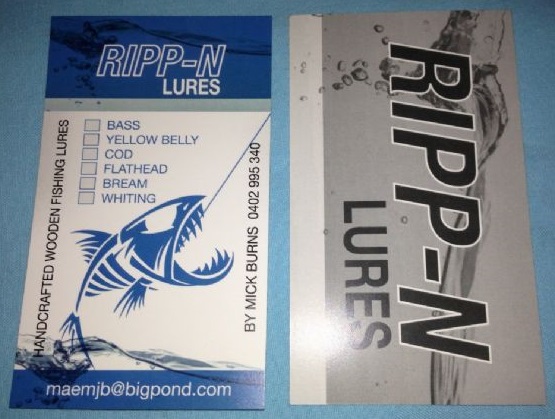 RIPP-N
LURES
BASS
YELLOW BELLY
COD
FLATHEAD
BREAM
WHITING
HANDCRAFTED WOODEN FISHING LURES
BY MICK BURNS 0402 995 340
maemjb@bigpond.com
RIPP-N
LURES